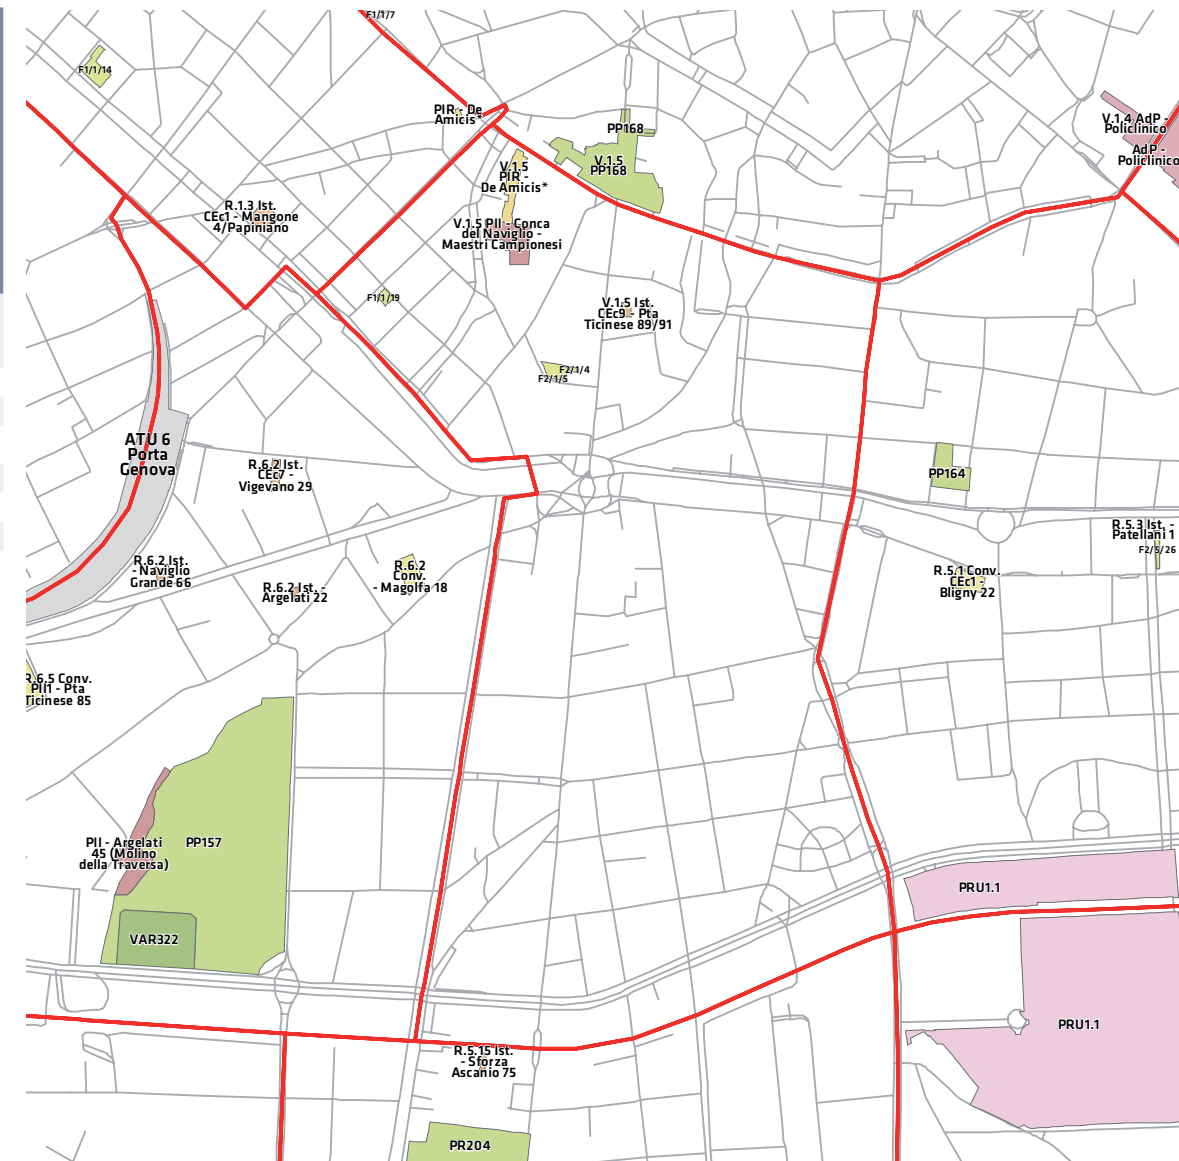 F1/1/7
F1/1/14
PIR - De
Amicis*
PP168
V.1.4 AdP -
Policlinico
AdP -
Policlinico
V.1.5
PP168
V.1.5
PIR -
De Amicis*
R.1.3 Ist.
CEc1 - Mangone
4/Papiniano
V.1.5 PII - Conca
del Naviglio -
Maestri Campionesi
F1/1/19
V.1.5 Ist.
CEc9 - Pta
Ticinese 89/91
F2/1/4
F2/1/5
ATU 6
Porta
Genova
R.6.2 Ist.
CEc7 -
Vigevano 29
PP164
R.5.3 Ist. -
Patellani 1
F2/5/26
R.6.2 Ist.
- Naviglio
Grande 66
R.6.2 Ist. -
Argelati 22
R.6.2
Conv.
- Magolfa 18
R.5.1 Conv.
CEc1 -
Bligny 22
R.6.5 Conv.
PII1 - Pta
Ticinese 85
PII - Argelati
45 (Molino
della Traversa)
PP157
PRU1.1
VAR322
PRU1.1
R.5.15 Ist.
- Sforza
Ascanio 75
PR204